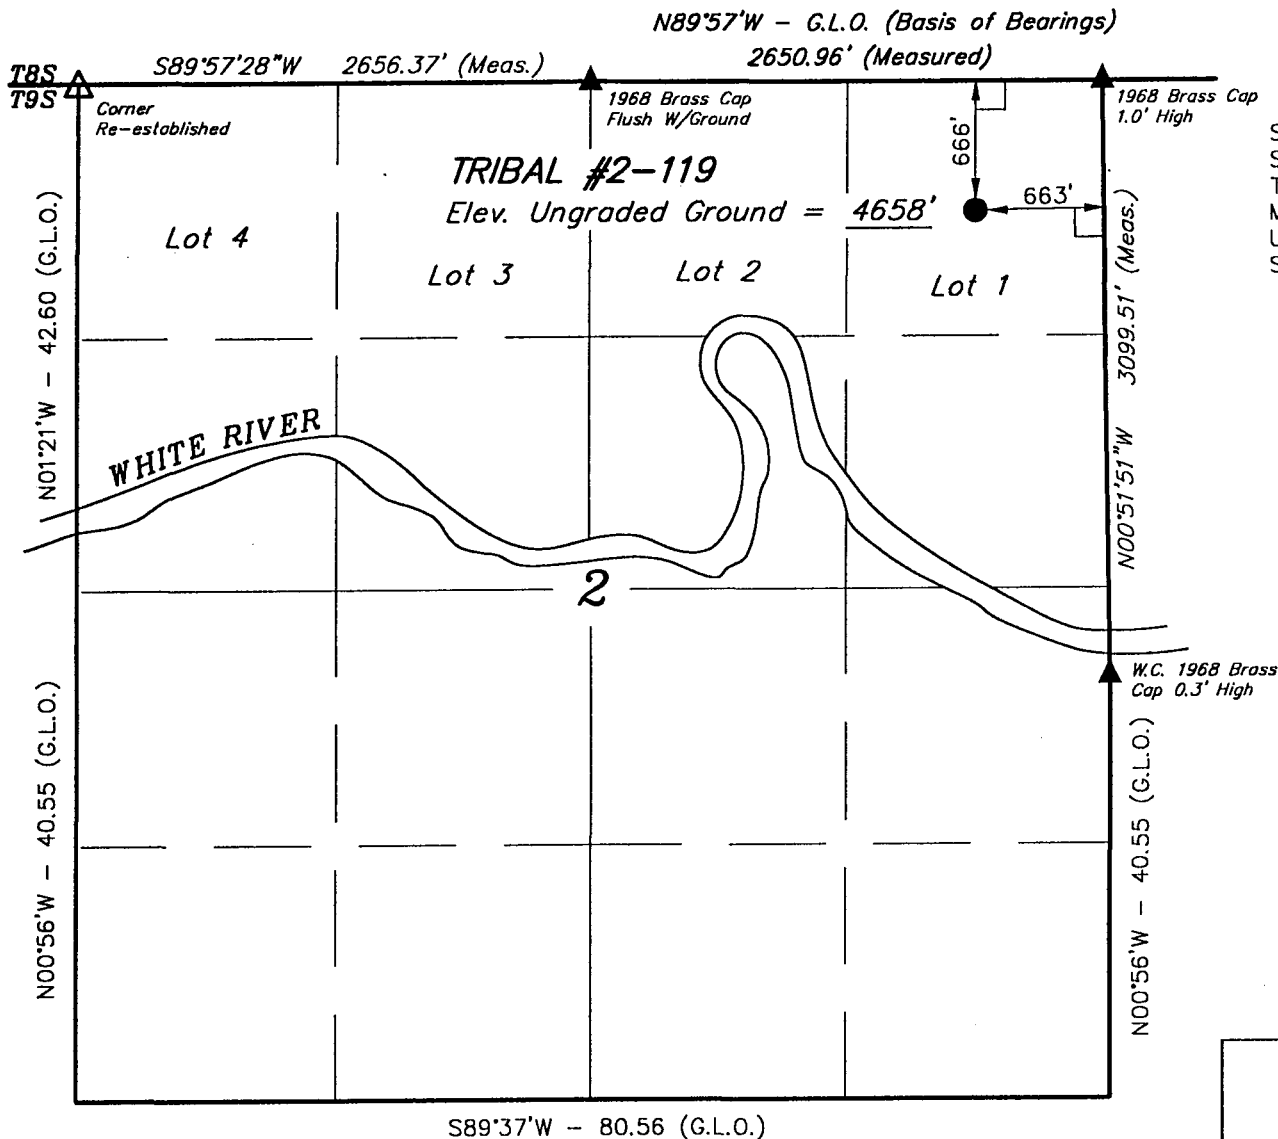 N89°57'W - G.L.O. (Basis of Bearings)
2650.96' (Measured)
S89°57'28"W 2656.37' (Meas.)
T8S
T9S
Corner
Re-established
1968 Brass Cap
Flush W/Ground
1968 Brass Cap
1.0' High
666'
663'
TRIBAL #2-119
Elev. Ungraded Ground = 4658'
Lot 4
Lot 3
Lot 2
Lot 1
S
S
T
M
U
S
N01°21'W - 42.60 (G.L.O.)
3099.51' (Meas.)
N00°51'51"W
WHITE RIVER
2
W.C. 1968 Brass
Cap 0.3' High
N00°56'W - 40.55 (G.L.O.)
N00°56'W - 40.55 (G.L.O.)
S89°37'W - 80.56 (G.L.O.)